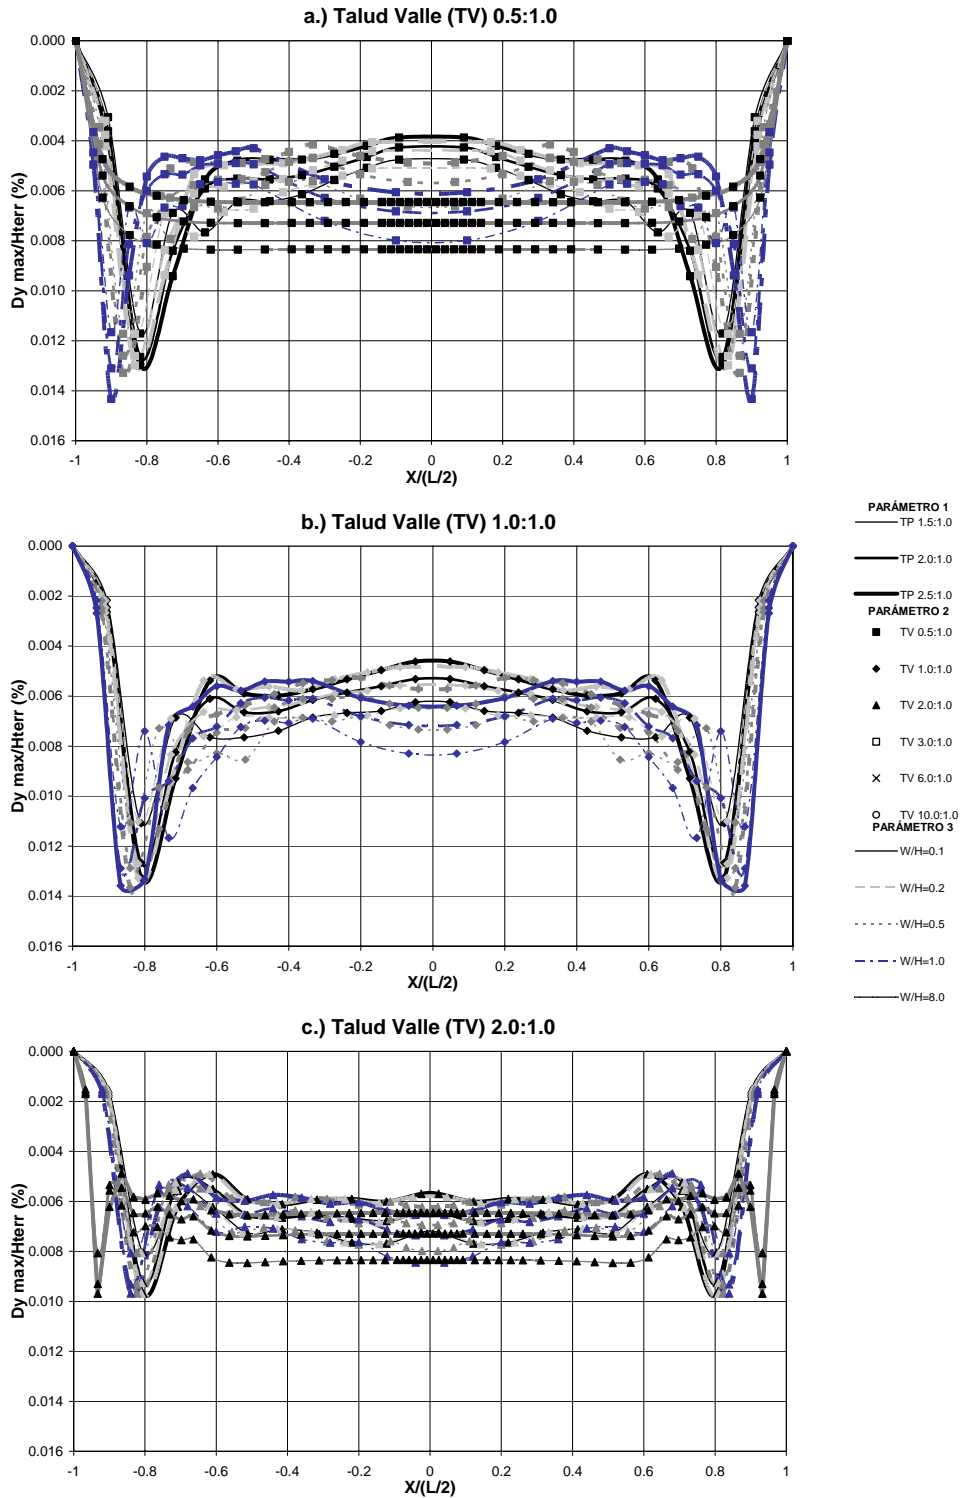 a.) Talud Valle (TV) 0.5:1.0
0.000
0.002
0.004
0.006
0.008
0.010
0.012
0.014
0.016
Dy max/Hterr (%)
-1 -0.8 -0.6 -0.4 -0.2 0 0.2 0.4 0.6 0.8 1
X/(L/2)
b.) Talud Valle (TV) 1.0:1.0
0.000
0.002
0.004
0.006
0.008
0.010
0.012
0.014
0.016
Dy max/Hterr (%)
-1 -0.8 -0.6 -0.4 -0.2 0 0.2 0.4 0.6 0.8 1
X/(L/2)
PARÁMETRO 1
TP 1.5:1.0
TP 2.0:1.0
TP 2.5:1.0
PARÁMETRO 2
TV 0.5:1.0
TV 1.0:1.0
TV 2.0:1.0
TV 3.0:1.0
TV 6.0:1.0
TV 10.0:1.0
PARÁMETRO 3
W/H=0.1
W/H=0.2
W/H=0.5
W/H=1.0
W/H=8.0
c.) Talud Valle (TV) 2.0:1.0
0.000
0.002
0.004
0.006
0.008
0.010
0.012
0.014
0.016
Dy max/Hterr (%)
-1 -0.8 -0.6 -0.4 -0.2 0 0.2 0.4 0.6 0.8 1
X/(L/2)